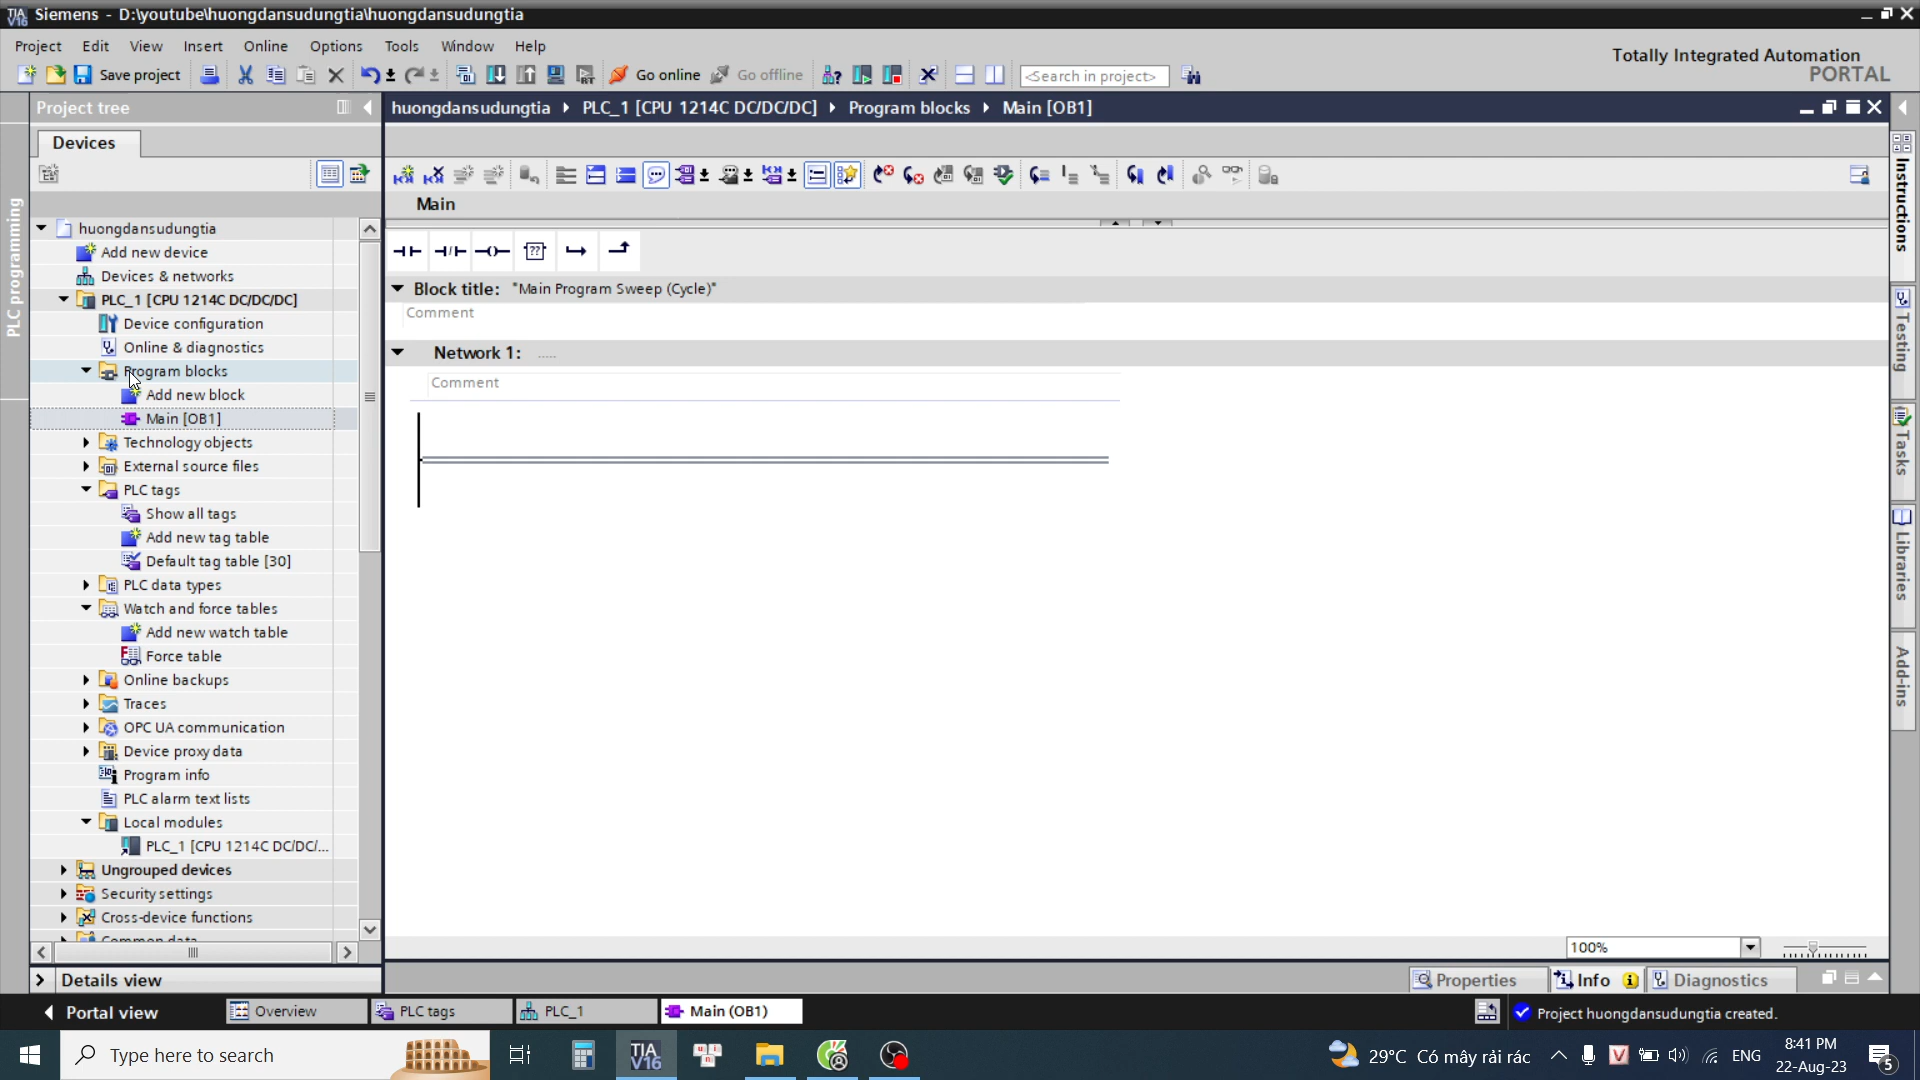 TIA V16 Siemens - D:\youtube\huongdansudungtia\huongdansudungtia
Project Edit View Insert Online Options Tools Window Help
Save project Go online Go offline <Search in project>
Totally Integrated Automation
PORTAL
Project tree
huongdansudungtia PLC_1 [CPU 1214C DC/DC/DC] Program blocks Main [OB1]
Devices
Main
PLC programming
huongdansudungtia
Add new device
Devices & networks
PLC_1 [CPU 1214C DC/DC/DC]
Device configuration
Online & diagnostics
Program blocks
Add new block
Main [OB1]
Technology objects
External source files
PLC tags
Show all tags
Add new tag table
Default tag table [30]
PLC data types
Watch and force tables
Add new watch table
Force table
Online backups
Traces
OPC UA communication
Device proxy data
Program info
PLC alarm text lists
Local modules
PLC_1 [CPU 1214C DC/DC/...
Ungrouped devices
Security settings
Cross-device functions
Common data
Details view
??
Block title: "Main Program Sweep (Cycle)"
Comment
Network 1: .....
Comment
100%
Properties Info Diagnostics
Instructions
Testing
Tasks
Libraries
Add-ins
Portal view Overview PLC tags PLC_1 Main (OB1) Project huongdansudungtia created.
Type here to search
TIA V16
29°C Có mây rải rác
V
ENG
8:41 PM
22-Aug-23
5